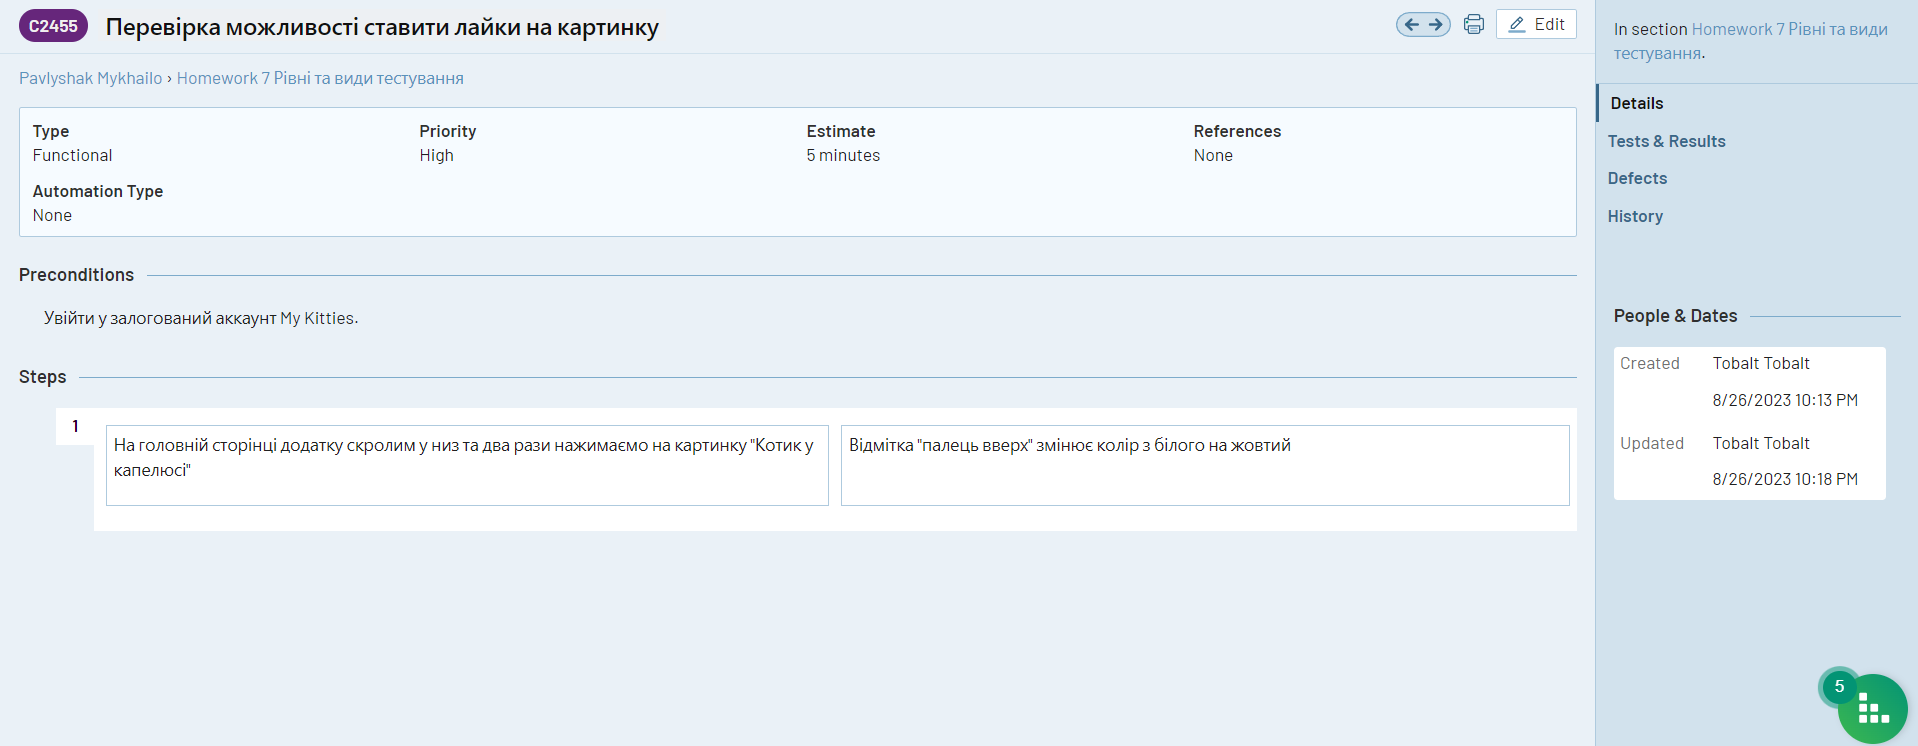 C2455 Перевірка можливості ставити лайки на картинку
Edit
Pavlyshak Mykhailo › Homework 7 Рівні та види тестування
Type
Functional
Priority
High
Estimate
5 minutes
References
None
Automation Type
None
Preconditions
Увійти у залогований аккаунт My Kitties.
Steps
1
На головній сторінці додатку скролим у низ та два рази нажимаємо на картинку "Котик у
капелюсі"
Відмітка "палець вверх" змінює колір з білого на жовтий
In section Homework 7 Рівні та види
тестування.
Details
Tests & Results
Defects
History
People & Dates
Created Tobalt Tobalt
8/26/2023 10:13 PM
Updated Tobalt Tobalt
8/26/2023 10:18 PM
5